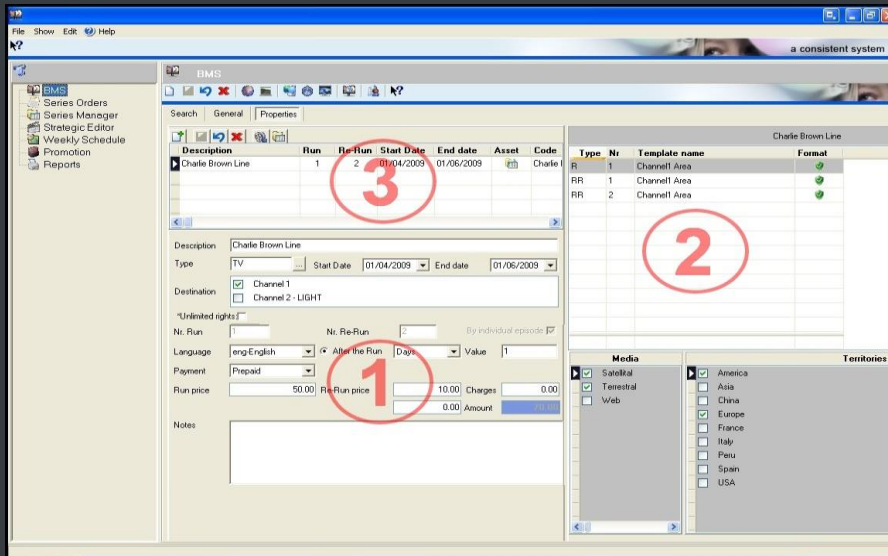 File Show Edit Help
a consistent system
BMS
Series Orders
Series Manager
Strategic Editor
Weekly Schedule
Promotion
Reports
BMS
Search General Properties
Description Run Re-Run Start Date End date Asset Code
Charlie Brown Line 1 2 01/04/2009 01/06/2009 Charlie
3
Description Charlie Brown Line
Type TV ... Start Date 01/04/2009 End date 01/06/2009
Destination
Channel 1
Channel 2 - LIGHT
*Unlimited rights:
Nr. Run 1 Nr. Re-Run 2 By individual episode
Language eng-English After the Run Days Value 1
Payment Prepaid
1
Run price 50.00 Re-Run price 10.00 Charges 0.00
0.00 Amount
Notes
Charlie Brown Line
Type Nr Template name Format
R 1 Channel1 Area
RR 1 Channel1 Area
RR 2 Channel1 Area
2
Media
Satelital
Terrestral
Web
Territories
America
Asia
China
Europe
France
Italy
Peru
Spain
USA